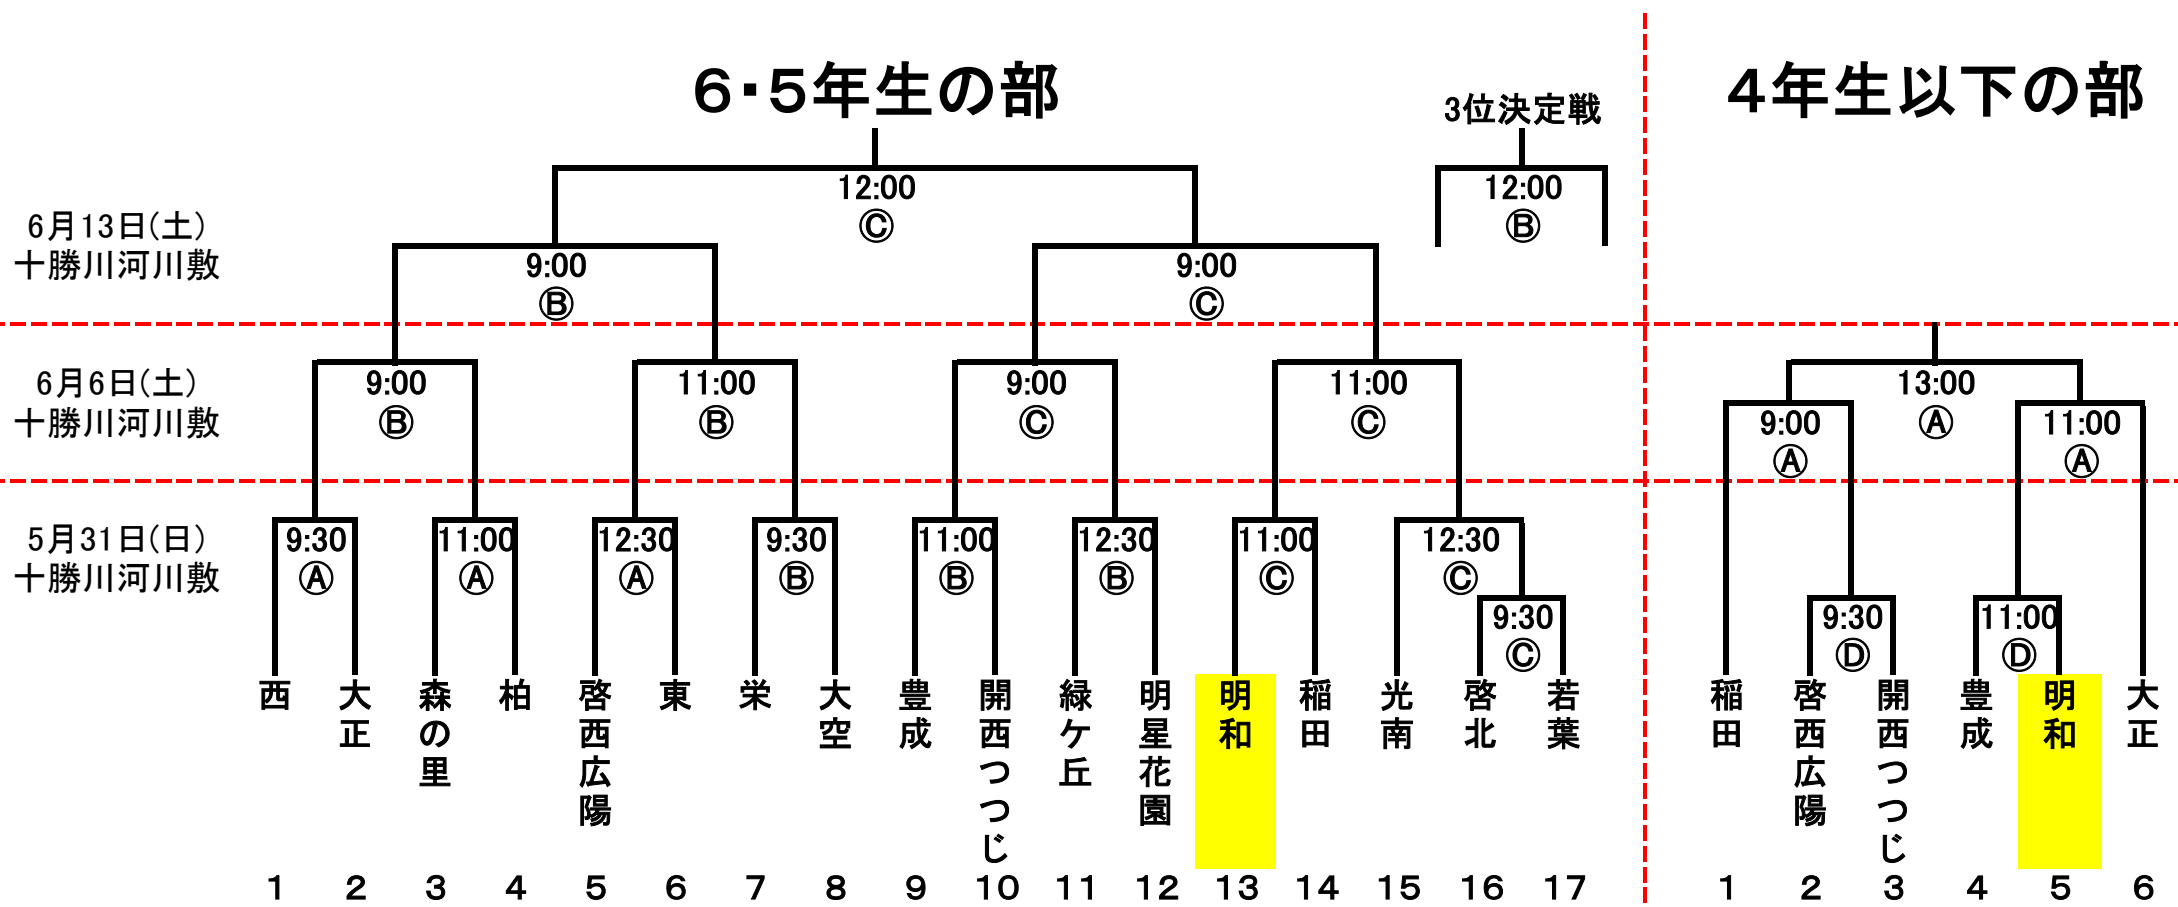 6・5年生の部
4年生以下の部
3位決定戦
12:00
Ⓒ
12:00
Ⓑ
6月13日(土)
十勝川河川敷
9:00
Ⓑ
9:00
Ⓒ
6月6日(土)
十勝川河川敷
9:00
Ⓑ
11:00
Ⓑ
9:00
Ⓒ
11:00
Ⓒ
13:00
Ⓐ
9:00
Ⓐ
11:00
Ⓐ
5月31日(日)
十勝川河川敷
9:30
Ⓐ
11:00
Ⓐ
12:30
Ⓐ
9:30
Ⓑ
11:00
Ⓑ
12:30
Ⓑ
11:00
Ⓒ
12:30
Ⓒ
9:30
Ⓒ
9:30
Ⓓ
11:00
Ⓓ
西
大正
森の里
柏
啓西広陽
東
栄
大空
豊成
開西つつじ
緑ケ丘
明星花園
明和
稲田
光南
啓北
若葉
稲田
啓西広陽
開西つつじ
豊成
明和
大正
1 2 3 4 5 6 7 8 9 10 11 12 13 14 15 16 17 1 2 3 4 5 6